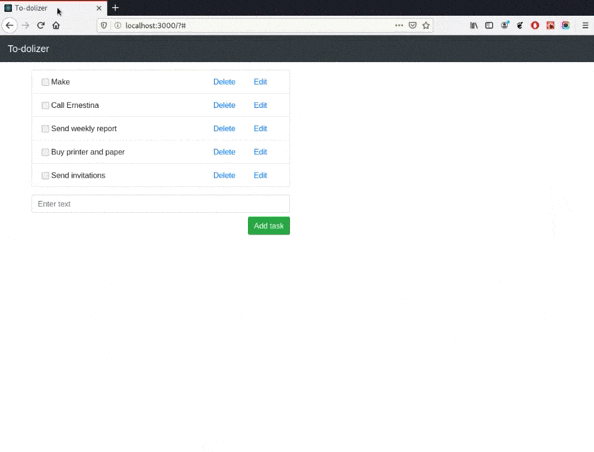 To-dolizer
localhost:3000/?#
To-dolizer
Make Delete Edit
Call Ernestina Delete Edit
Send weekly report Delete Edit
Buy printer and paper Delete Edit
Send invitations Delete Edit
Enter text
Add task